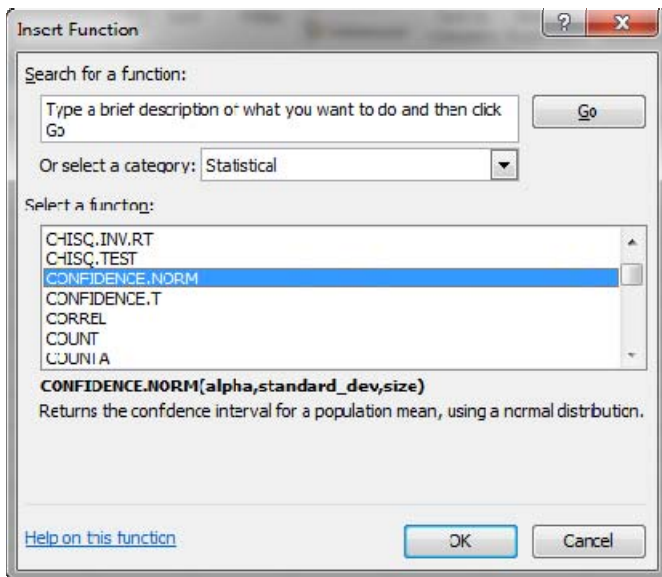 Insert Function
?
X
Search for a function:
Type a brief description of what you want to do and then click
Go
Go
Or select a category: Statistical
Select a function:
CHISQ.INV.RT
CHISQ.TEST
CONFIDENCE.NORM
CONFIDENCE.T
CORREL
COUNT
COUNTA
CONFIDENCE.NORM(alpha,standard_dev,size)
Returns the confidence interval for a population mean, using a normal distribution.
Help on this function
OK
Cancel